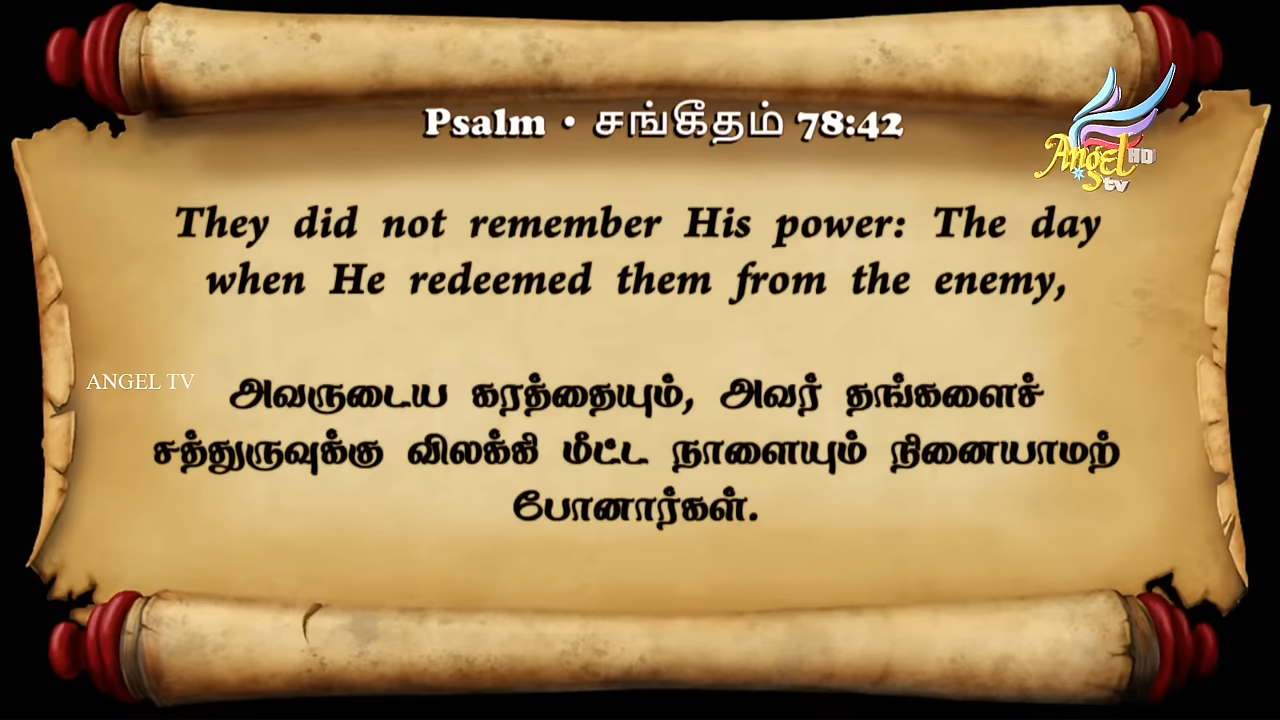 Psalm • சங்கீதம் 78:42
Angel HD
tv
They did not remember His power: The day
when He redeemed them from the enemy,
ANGEL TV
அவருடைய கரத்தையும், அவர் தங்களைச்
சத்துருவுக்கு விலக்கி மீட்ட நாளையும் நினையாமற்
போனார்கள்.